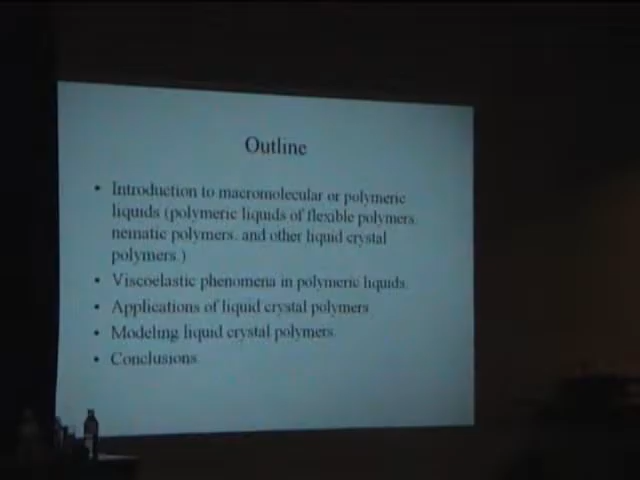 Outline
• Introduction to macromolecular or polymeric
liquids (polymeric liquids of flexible polymers,
nematic polymers, and other liquid crystal
polymers.)
• Viscoelastic phenomena in polymeric liquids.
• Applications of liquid crystal polymers
• Modeling liquid crystal polymers
• Conclusions